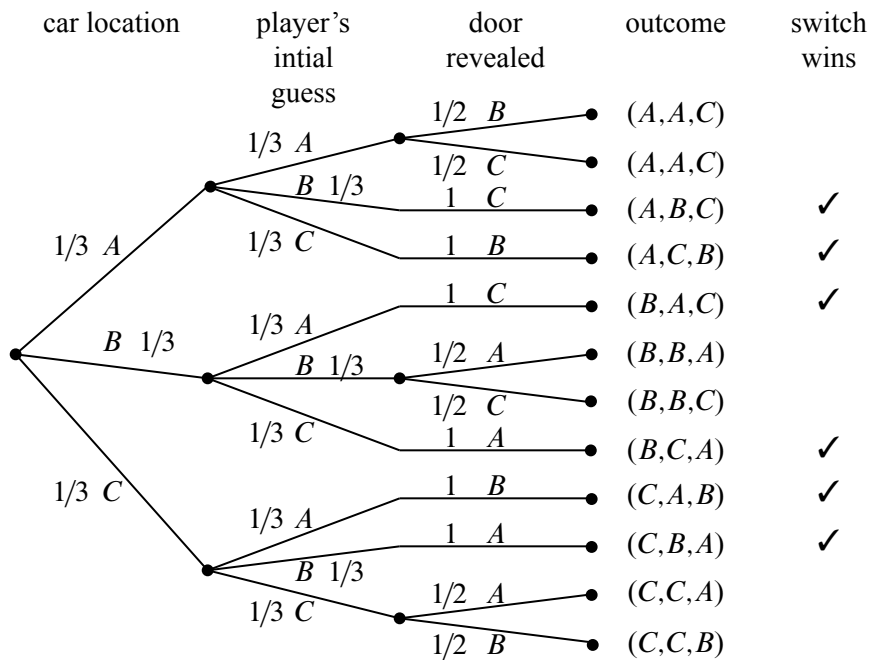 car location player's door outcome switch
intial revealed wins
guess
1/2 B (A,A,C)
1/3 A
1/2 C (A,A,C)
B 1/3 1 C (A,B,C) ✓
1/3 C 1 B (A,C,B) ✓
1/3 A
1 C (B,A,C) ✓
1/3 A
B 1/3 1/2 A (B,B,A)
B 1/3
1/2 C (B,B,C)
1/3 C 1 A (B,C,A) ✓
1/3 C 1 B (C,A,B) ✓
1/3 A
1 A (C,B,A) ✓
B 1/3
1/3 C 1/2 A (C,C,A)
1/2 B (C,C,B)